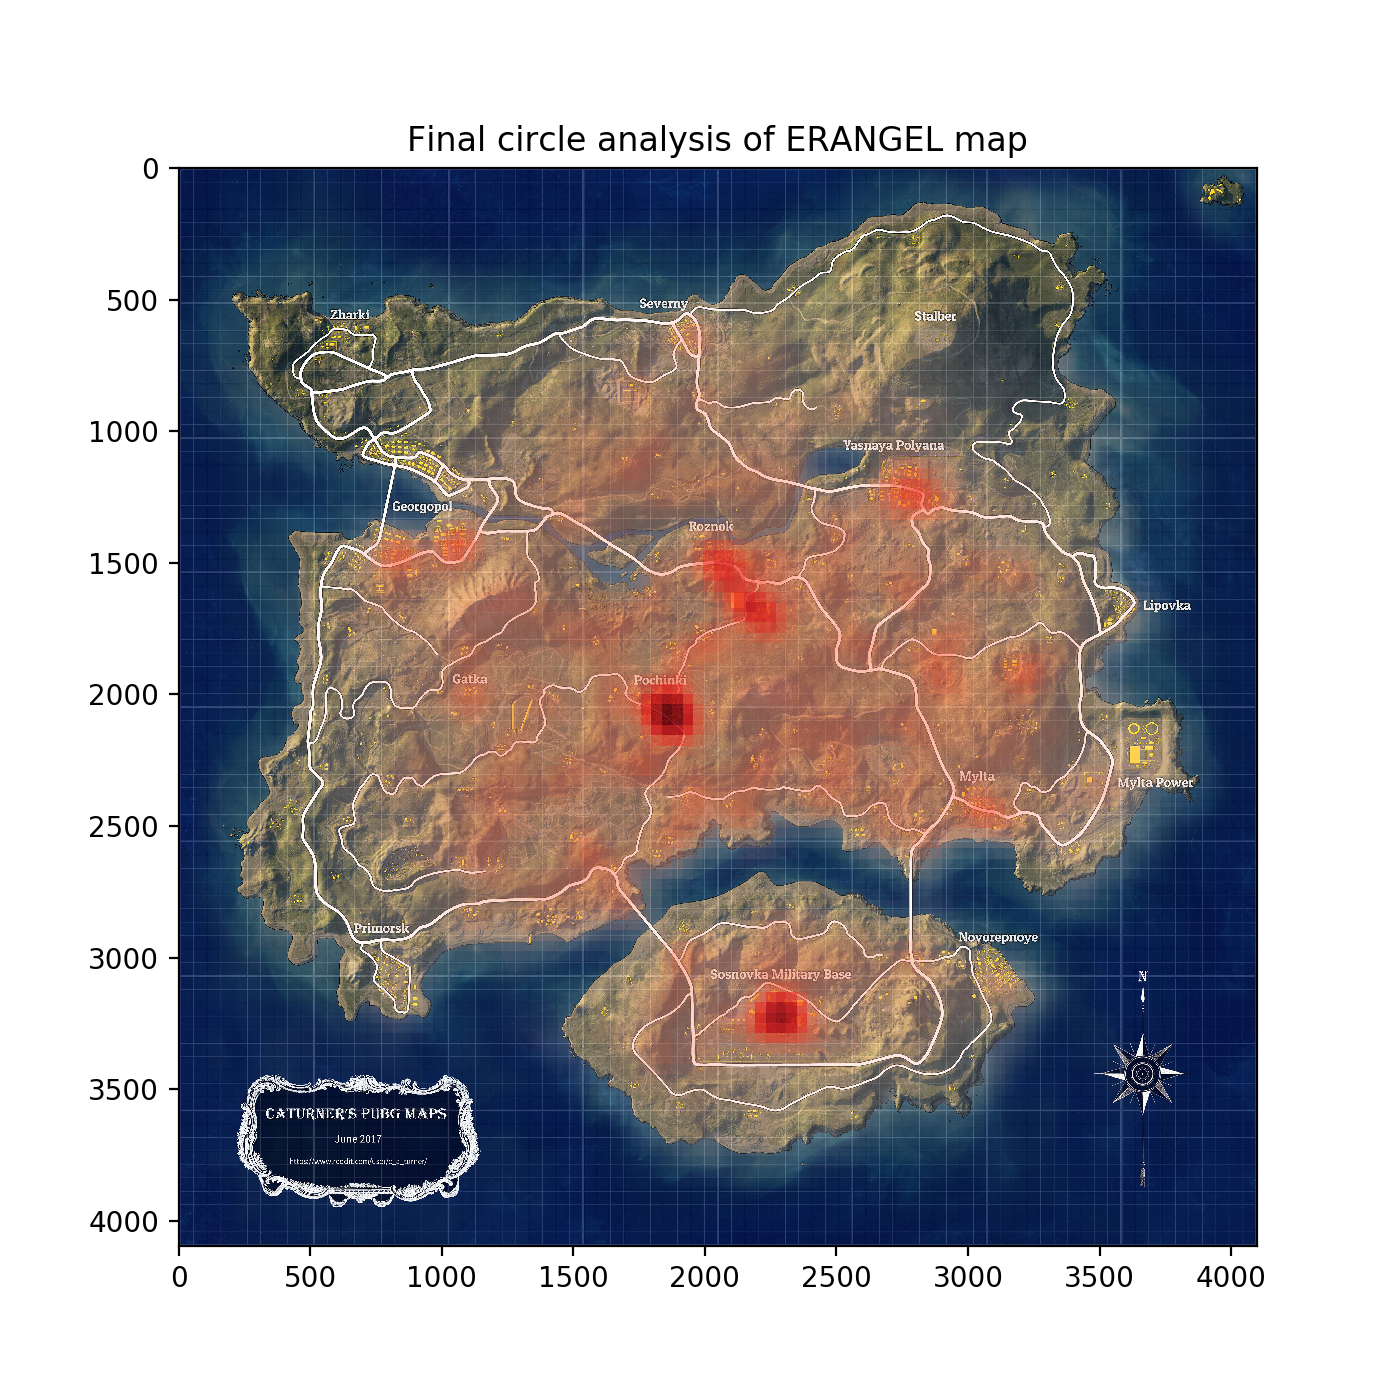 Final circle analysis of ERANGEL map
0
500
1000
1500
2000
2500
3000
3500
4000
Severny
Zharki
Stalber
Yasnaya Polyana
Georgopol
Roznok
Lipovka
Gatka
Pochinki
Mylta
Mylta Power
Primorsk
Novorepnoye
Sosnovka Military Base
N
CATURNER'S PUBG MAPS
June 2017
0 500 1000 1500 2000 2500 3000 3500 4000